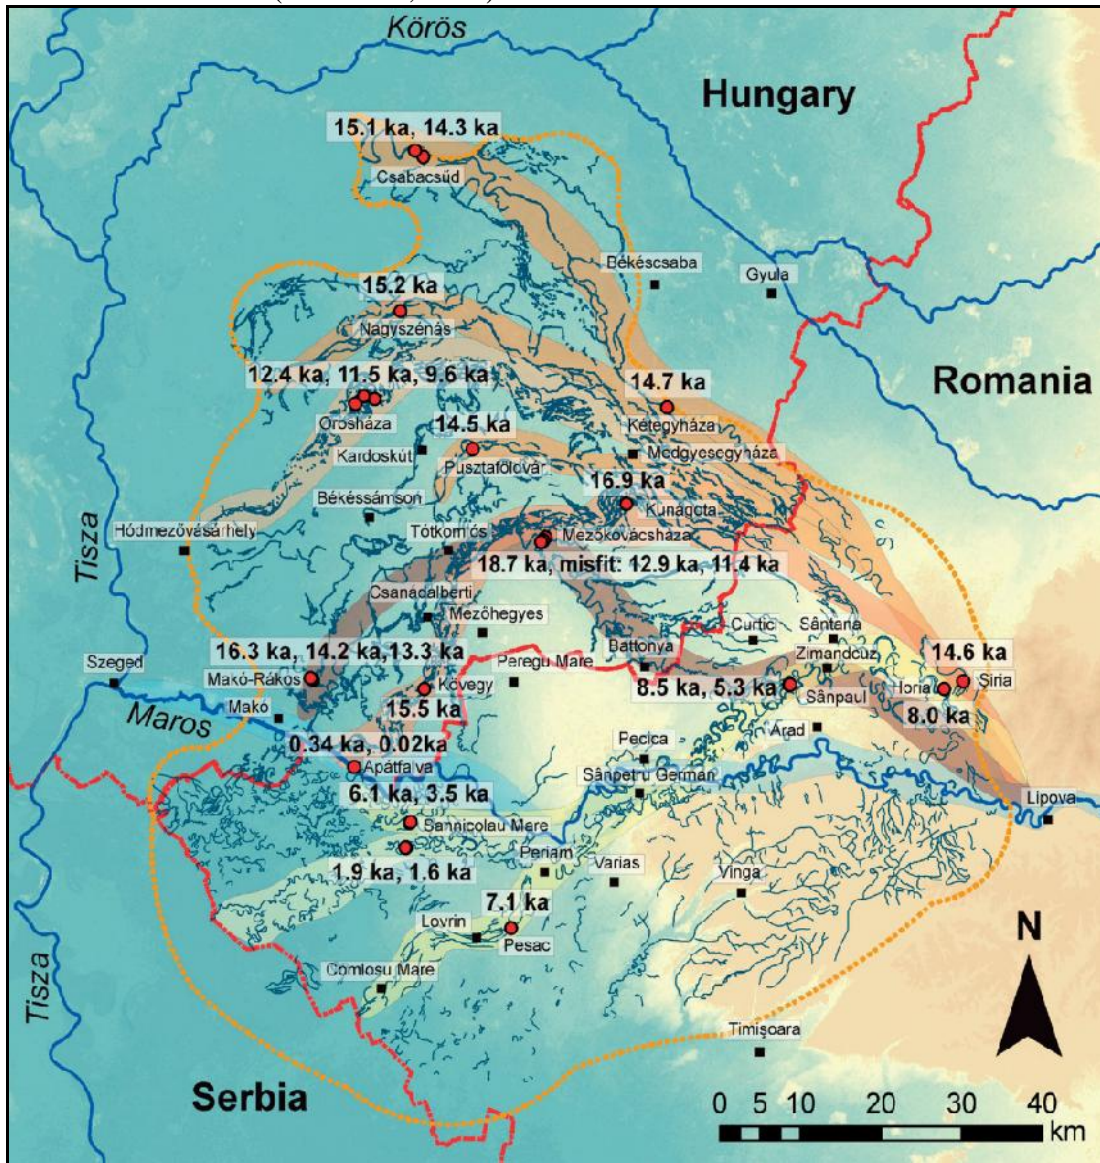 Körös
Hungary
15.1 ka, 14.3 ka
Csabacsűd
Békéscsaba
Gyula
15.2 ka
Nagyszénás
Romania
12.4 ka, 11.5 ka, 9.6 ka
14.7 ka
Orosháza
Kétegyháza
14.5 ka
Kardoskút
Medgyesegyháza
Pusztaföldvár
16.9 ka
Békéssámson
Kunágota
Hódmezővásárhely
Tótkomlós
Mezőkovácsháza
Tisza
18.7 ka, misfit: 12.9 ka, 11.4 ka
Csanádalberti
Mezőhegyes
Curtic
Sântana
16.3 ka, 14.2 ka,13.3 ka
Battonya
Zimandcuz
14.6 ka
Szeged
Makó-Rákos
Kövegy
Peregu Mare
8.5 ka, 5.3 ka
Sânpaul
Horia
Şiria
Makó
15.5 ka
8.0 ka
Maros
Arad
0.34 ka, 0.02ka
Pecica
Apátfalva
Sânpetru German
6.1 ka, 3.5 ka
Lipova
Sannicolau Mare
1.9 ka, 1.6 ka
Periam
Varias
Vinga
7.1 ka
Lovrin
Pesac
N
Comlosu Mare
Tisza
Timişoara
Serbia
0 5 10 20 30 40
km